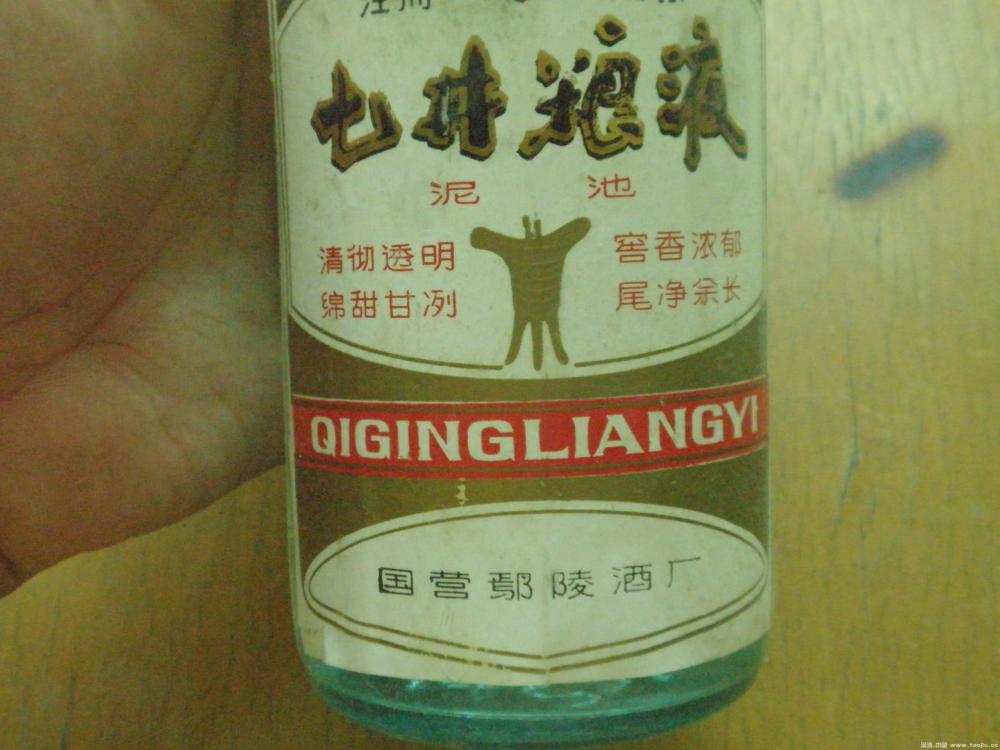 七井粮液
泥池
清彻透明 窖香浓郁
绵甜甘冽 尾净余长
QIGINGLIANGYI
国营鄢陵酒厂